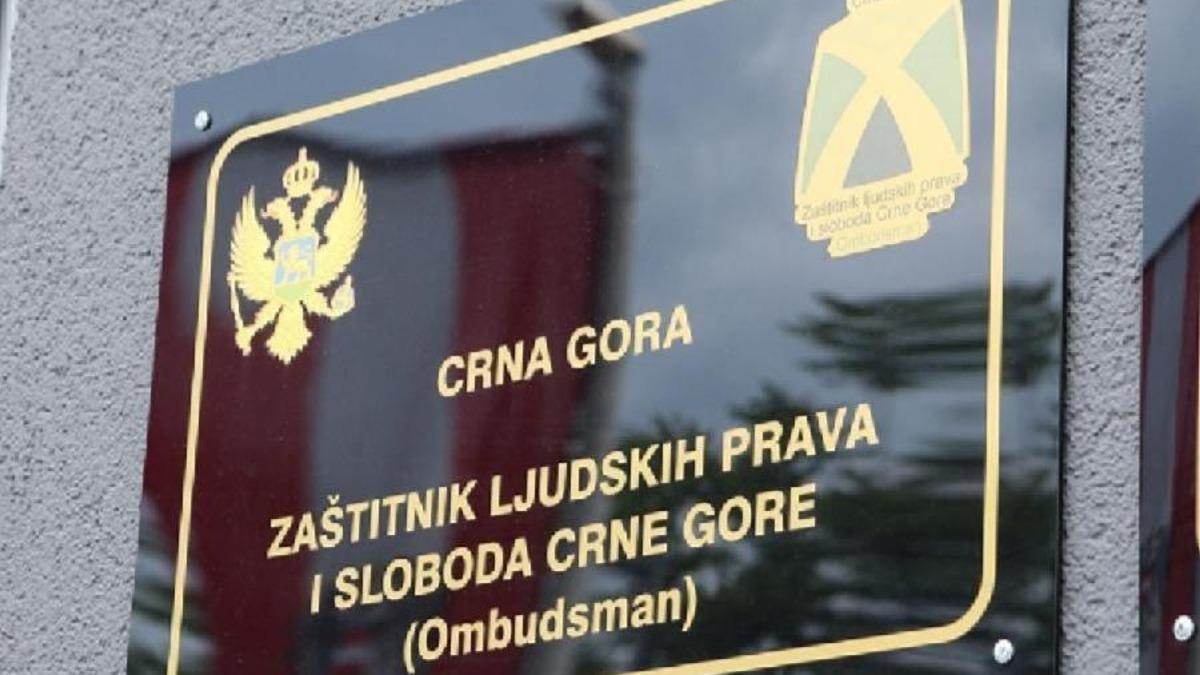 CRNA GORA
ZAŠTITNIK LJUDSKIH PRAVA
I SLOBODA CRNE GORE
(Ombudsman)
Zaštitnik ljudskih prava
i sloboda Crne Gore
Ombudsman